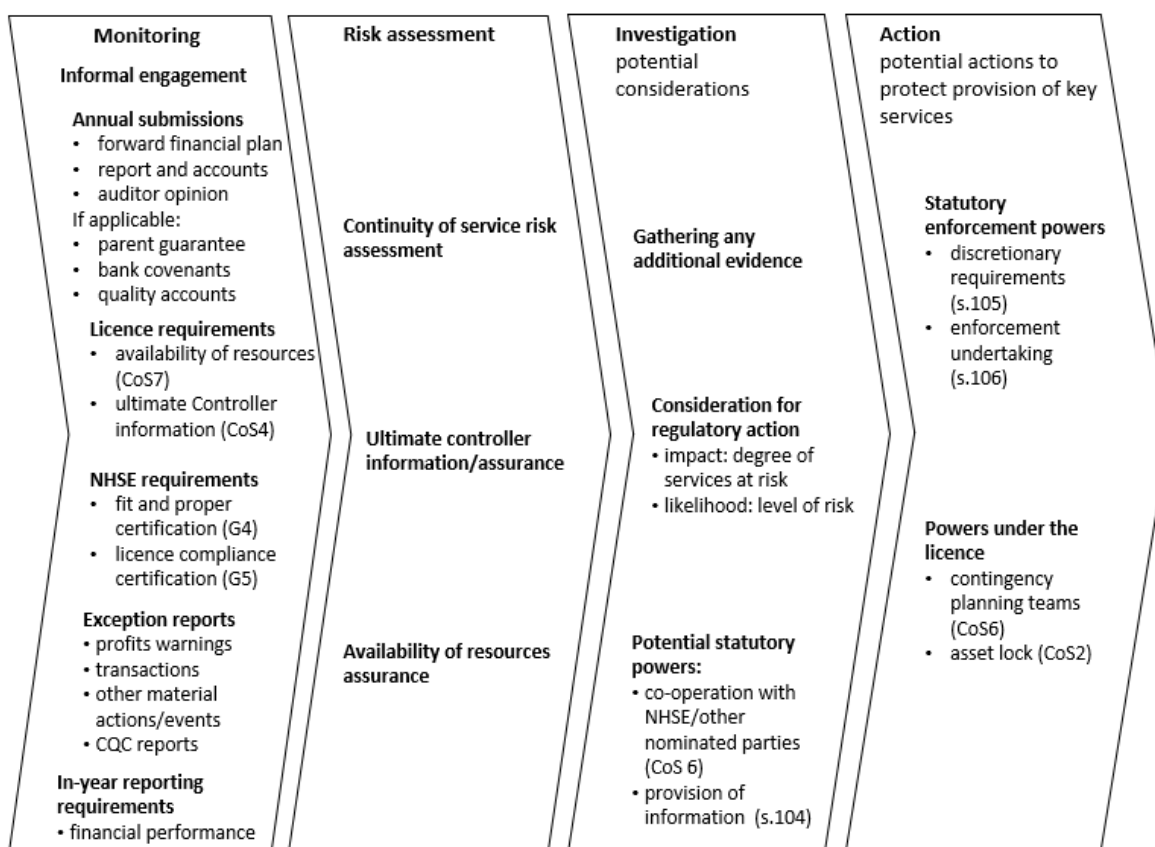 Monitoring
Informal engagement
Annual submissions
• forward financial plan
• report and accounts
• auditor opinion
If applicable:
• parent guarantee
• bank covenants
• quality accounts
Licence requirements
• availability of resources
(CoS7)
• ultimate Controller
information (CoS4)
NHSE requirements
• fit and proper
certification (G4)
• licence compliance
certification (G5)
Exception reports
• profits warnings
• transactions
• other material
actions/events
• CQC reports
In-year reporting
requirements
• financial performance
Risk assessment
Continuity of service risk
assessment
Ultimate controller
information/assurance
Availability of resources
assurance
Investigation
potential
considerations
Gathering any
additional evidence
Consideration for
regulatory action
• impact: degree of
services at risk
• likelihood: level of risk
Potential statutory
powers:
• co-operation with
NHSE/other
nominated parties
(CoS 6)
• provision of
information (s.104)
Action
potential actions to
protect provision of key
services
Statutory
enforcement powers
• discretionary
requirements
(s.105)
• enforcement
undertaking
(s.106)
Powers under the
licence
• contingency
planning teams
(CoS6)
• asset lock (CoS2)